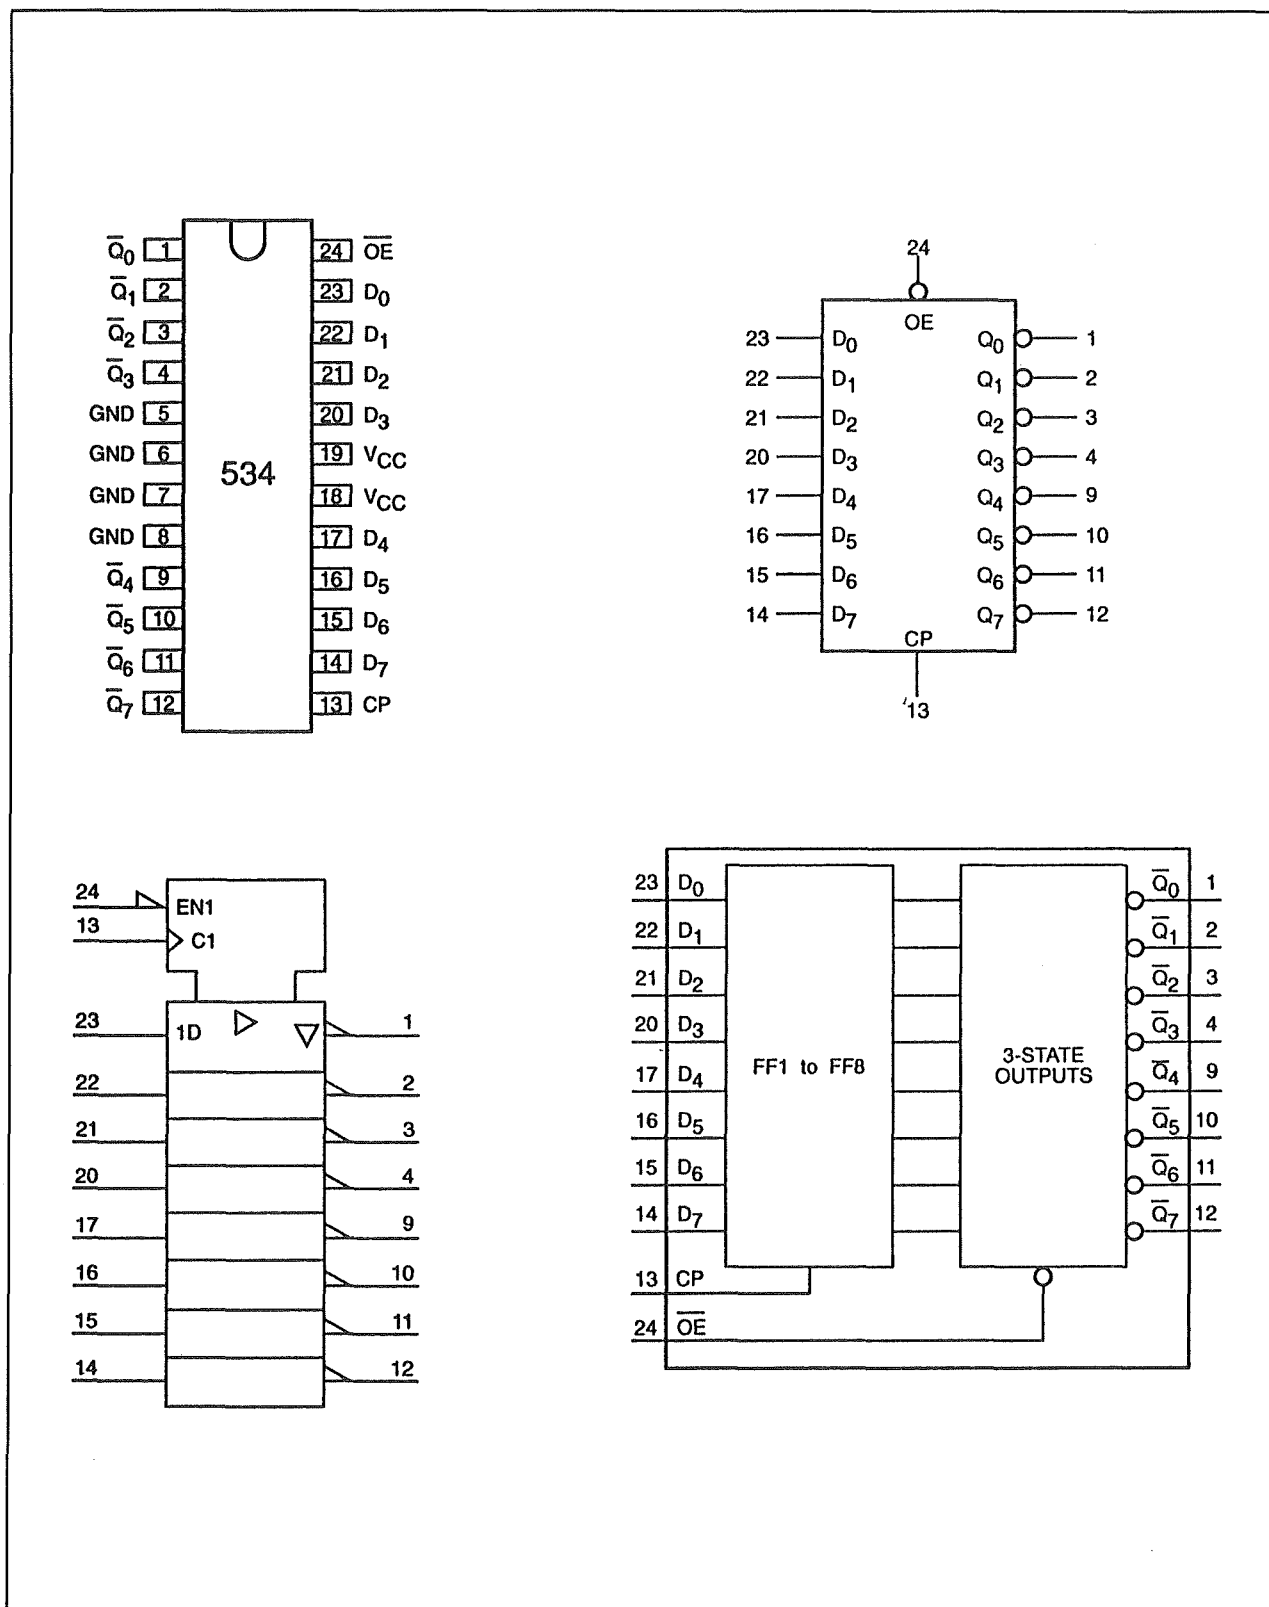 Q̅0 1 24 O̅E̅
Q̅1 2 23 D0
Q̅2 3 22 D1
Q̅3 4 21 D2
GND 5 20 D3
GND 6 19 VCC
534
GND 7 18 VCC
GND 8 17 D4
Q̅4 9 16 D5
Q̅5 10 15 D6
Q̅6 11 14 D7
Q̅7 12 13 CP
24
OE
23 D0 Q0 1
22 D1 Q1 2
21 D2 Q2 3
20 D3 Q3 4
17 D4 Q4 9
16 D5 Q5 10
15 D6 Q6 11
14 D7 Q7 12
CP
13
24 EN1
13 C1
23 1D 1
22 2
21 3
20 4
17 9
16 10
15 11
14 12
23 D0 Q̅0 1
22 D1 Q̅1 2
21 D2 Q̅2 3
20 D3 Q̅3 4
FF1 to FF8
3-STATE
OUTPUTS
17 D4 Q̅4 9
16 D5 Q̅5 10
15 D6 Q̅6 11
14 D7 Q̅7 12
13 CP
24 O̅E̅